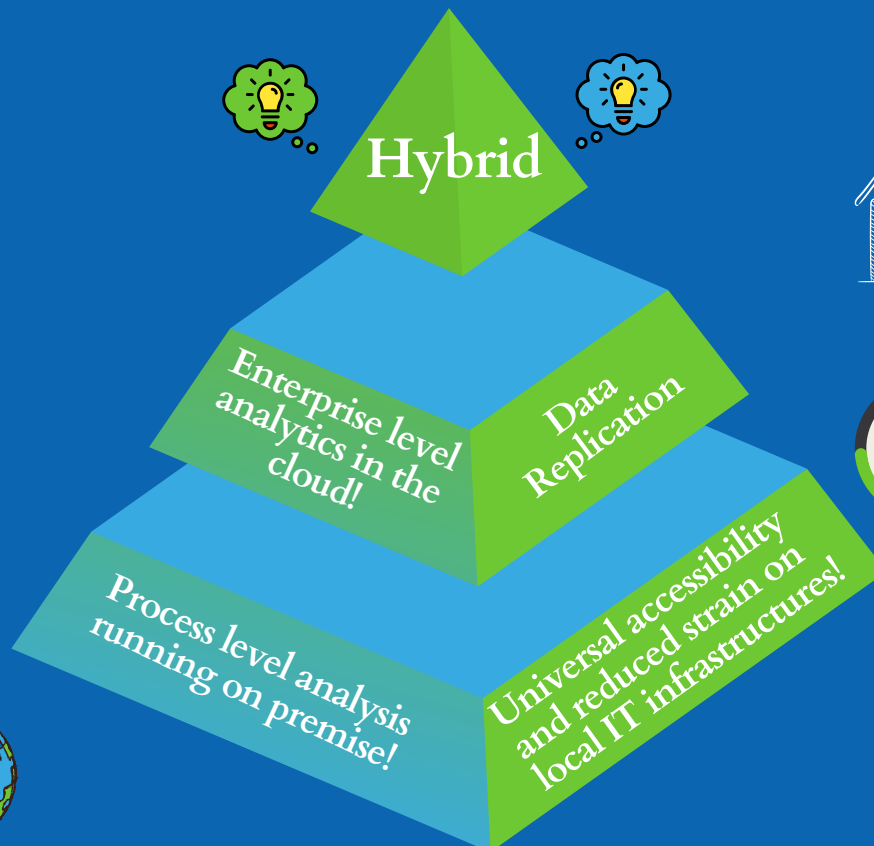 Hybrid
Enterprise level
analytics in the
cloud!
Data
Replication
Process level analysis
running on premise!
Universal accessibility
and reduced strain on
local IT infrastructures!